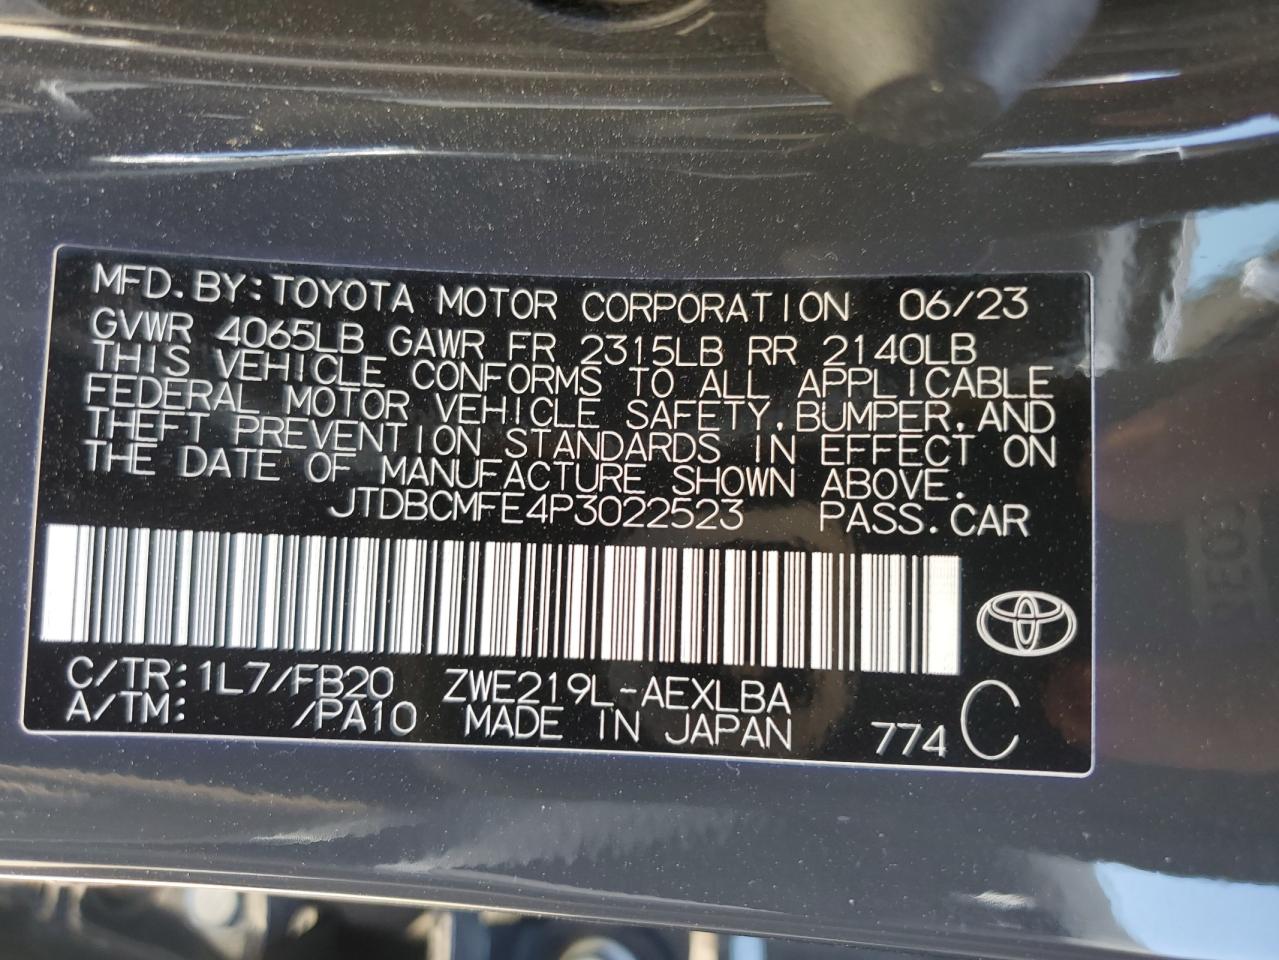 MFD.BY:TOYOTA MOTOR CORPORATION 06/23
GVWR 4065LB GAWR FR 2315LB RR 2140LB
THIS VEHICLE CONFORMS TO ALL APPLICABLE
FEDERAL MOTOR VEHICLE SAFETY,BUMPER,AND
THEFT PREVENTION STANDARDS IN EFFECT ON
THE DATE OF MANUFACTURE SHOWN ABOVE.
JTDBCMFE4P3022523 PASS.CAR
C/TR:1L7/FB20 ZWE219L-AEXLBA
A/TM: /PA10 MADE IN JAPAN 774 C